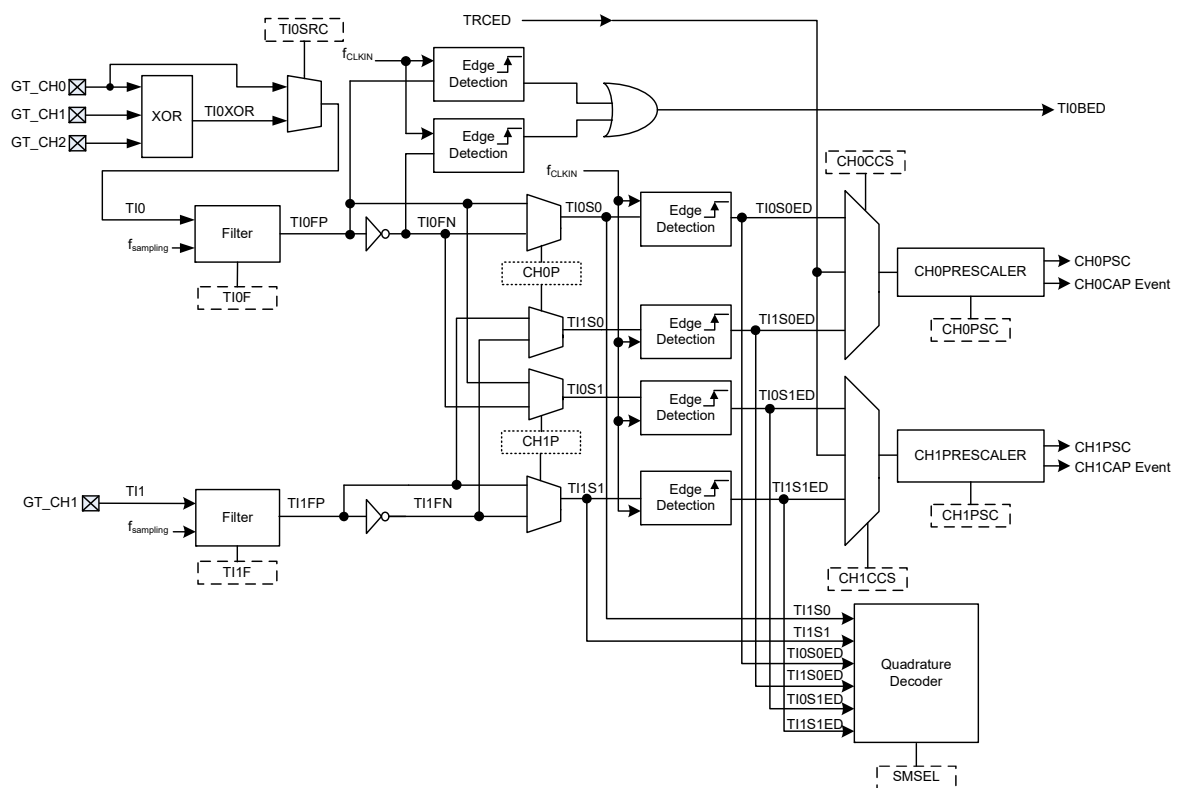 TRCED
TI0SRC
fCLKIN
Edge
Detection
GT_CH0
GT_CH1
GT_CH2
XOR
TI0XOR
TI0BED
Edge
Detection
CH0CCS
fCLKIN
TI0
fsampling
Filter
TI0FP
TI0FN
TI0S0
Edge
Detection
TI0S0ED
CH0PRESCALER
CH0PSC
CH0CAP Event
TI0F
CH0P
CH0PSC
TI1S0
Edge
Detection
TI1S0ED
TI0S1
Edge
Detection
TI0S1ED
CH1P
CH1PRESCALER
CH1PSC
CH1CAP Event
GT_CH1
TI1
fsampling
Filter
TI1FP
TI1FN
TI1S1
Edge
Detection
TI1S1ED
CH1PSC
TI1F
CH1CCS
TI1S0
TI1S1
TI0S0ED
TI1S0ED
TI0S1ED
TI1S1ED
Quadrature
Decoder
SMSEL